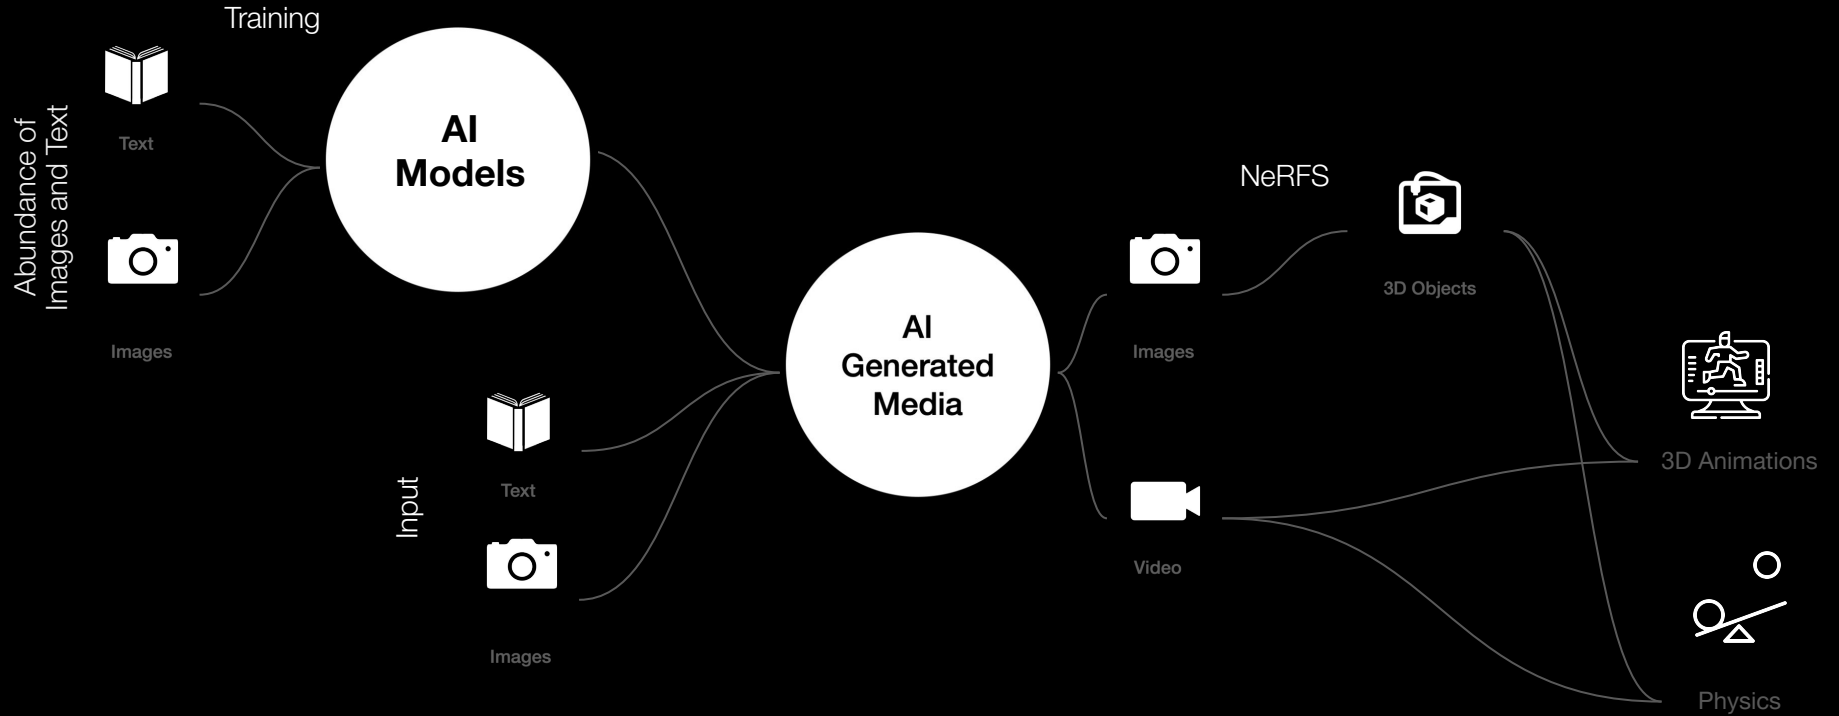 Training
Abundance of
Images and Text
Text
Images
AI
Models
Input
Text
Images
AI
Generated
Media
Images
Video
NeRFS
3D Objects
3D Animations
Physics